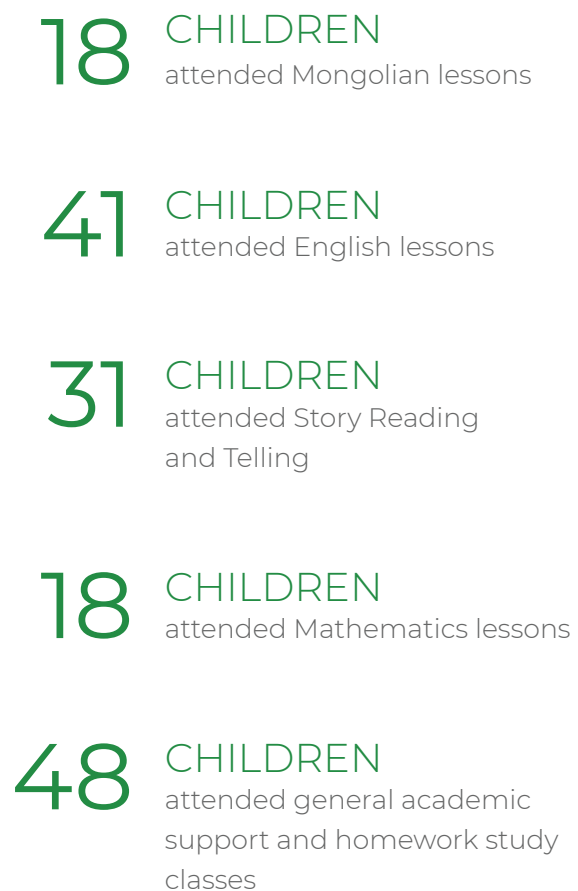 18 CHILDREN
attended Mongolian lessons
41 CHILDREN
attended English lessons
31 CHILDREN
attended Story Reading
and Telling
18 CHILDREN
attended Mathematics lessons
48 CHILDREN
attended general academic
support and homework study
classes